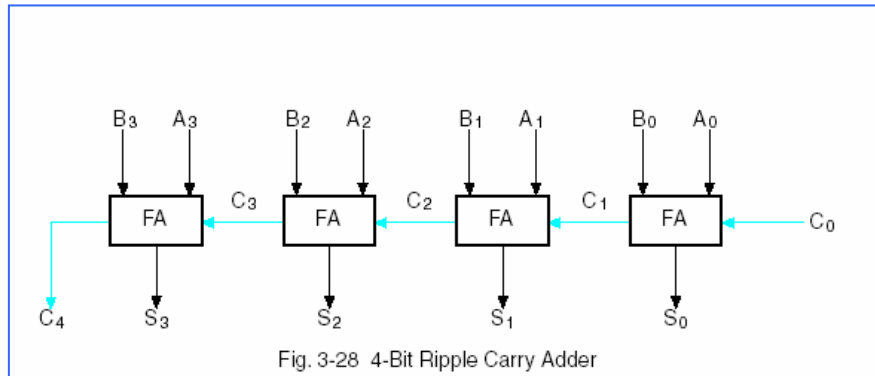 B3 A3 B2 A2 B1 A1 B0 A0
FA C3 FA C2 FA C1 FA C0
C4 S3 S2 S1 S0
Fig. 3-28 4-Bit Ripple Carry Adder